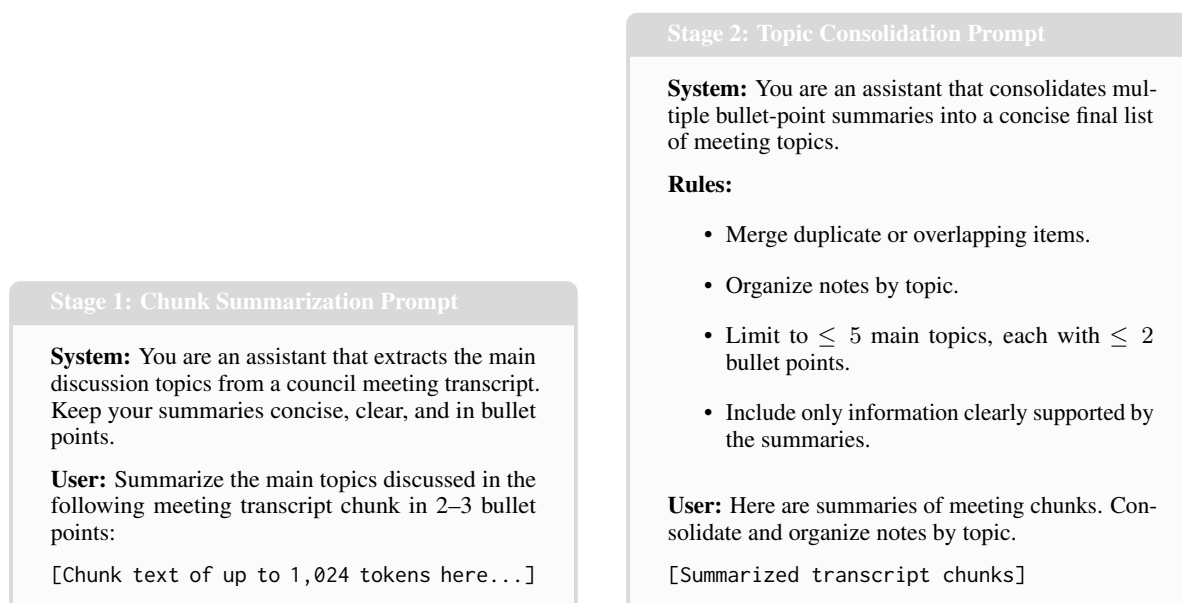 Stage 1: Chunk Summarization Prompt
System: You are an assistant that extracts the main
discussion topics from a council meeting transcript.
Keep your summaries concise, clear, and in bullet
points.
User: Summarize the main topics discussed in the
following meeting transcript chunk in 2–3 bullet
points:
[Chunk text of up to 1,024 tokens here...]
Stage 2: Topic Consolidation Prompt
System: You are an assistant that consolidates mul-
tiple bullet-point summaries into a concise final list
of meeting topics.
Rules:
• Merge duplicate or overlapping items.
• Organize notes by topic.
• Limit to ≤ 5 main topics, each with ≤ 2
bullet points.
• Include only information clearly supported by
the summaries.
User: Here are summaries of meeting chunks. Con-
solidate and organize notes by topic.
[Summarized transcript chunks]